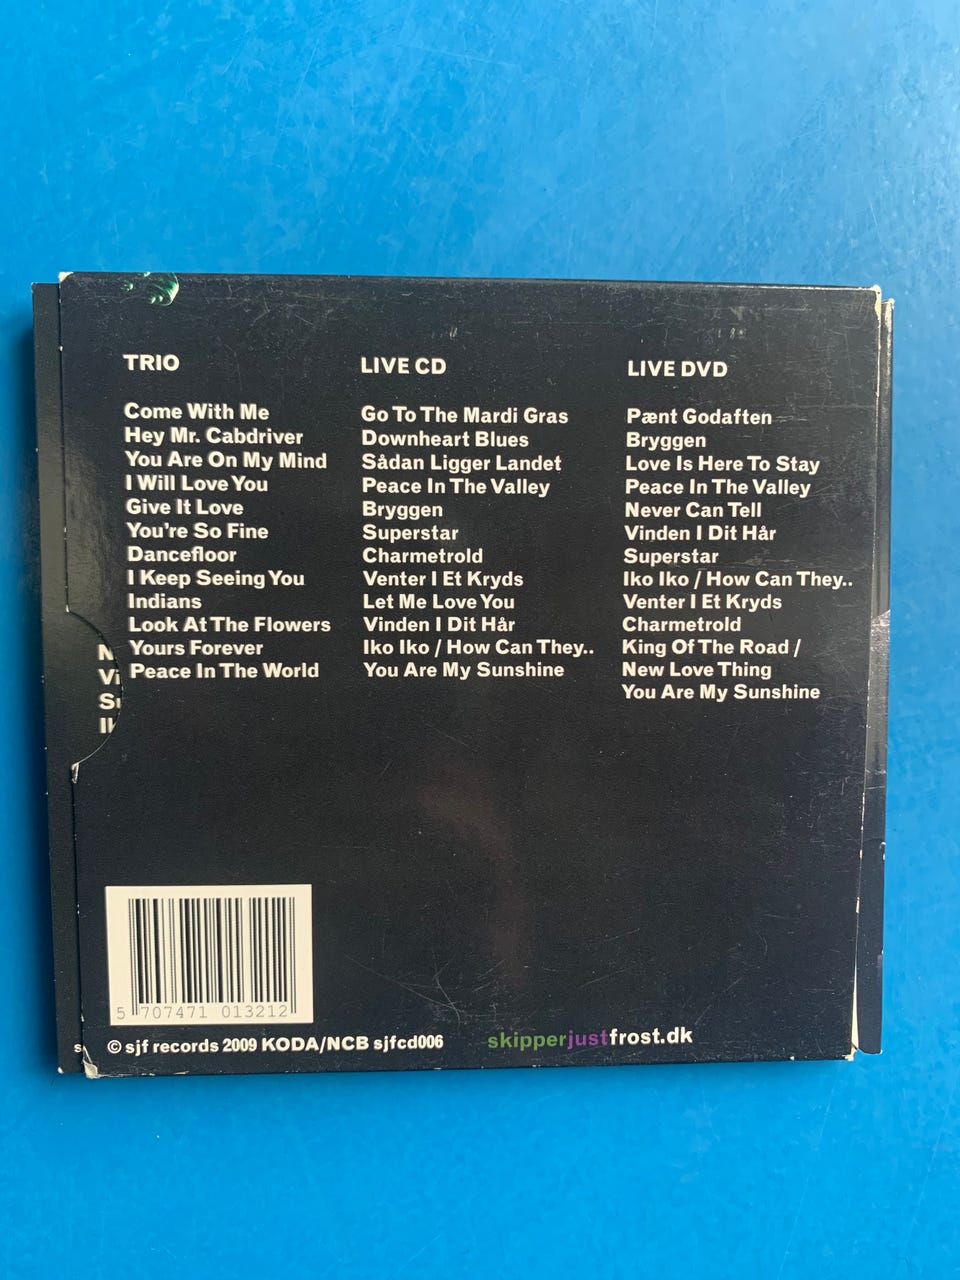 TRIO
Come With Me
Hey Mr. Cabdriver
You Are On My Mind
I Will Love You
Give It Love
You're So Fine
Dancefloor
I Keep Seeing You
Indians
Look At The Flowers
Yours Forever
Peace In The World
LIVE CD
Go To The Mardi Gras
Downheart Blues
Sådan Ligger Landet
Peace In The Valley
Bryggen
Superstar
Charmetrold
Venter I Et Kryds
Let Me Love You
Vinden I Dit Hår
Iko Iko / How Can They..
You Are My Sunshine
LIVE DVD
Pænt Godaften
Bryggen
Love Is Here To Stay
Peace In The Valley
Never Can Tell
Vinden I Dit Hår
Superstar
Iko Iko / How Can They..
Venter I Et Kryds
Charmetrold
King Of The Road /
New Love Thing
You Are My Sunshine
5 707471 013212
© sjf records 2009 KODA/NCB sjfcd006
skipperjustfrost.dk